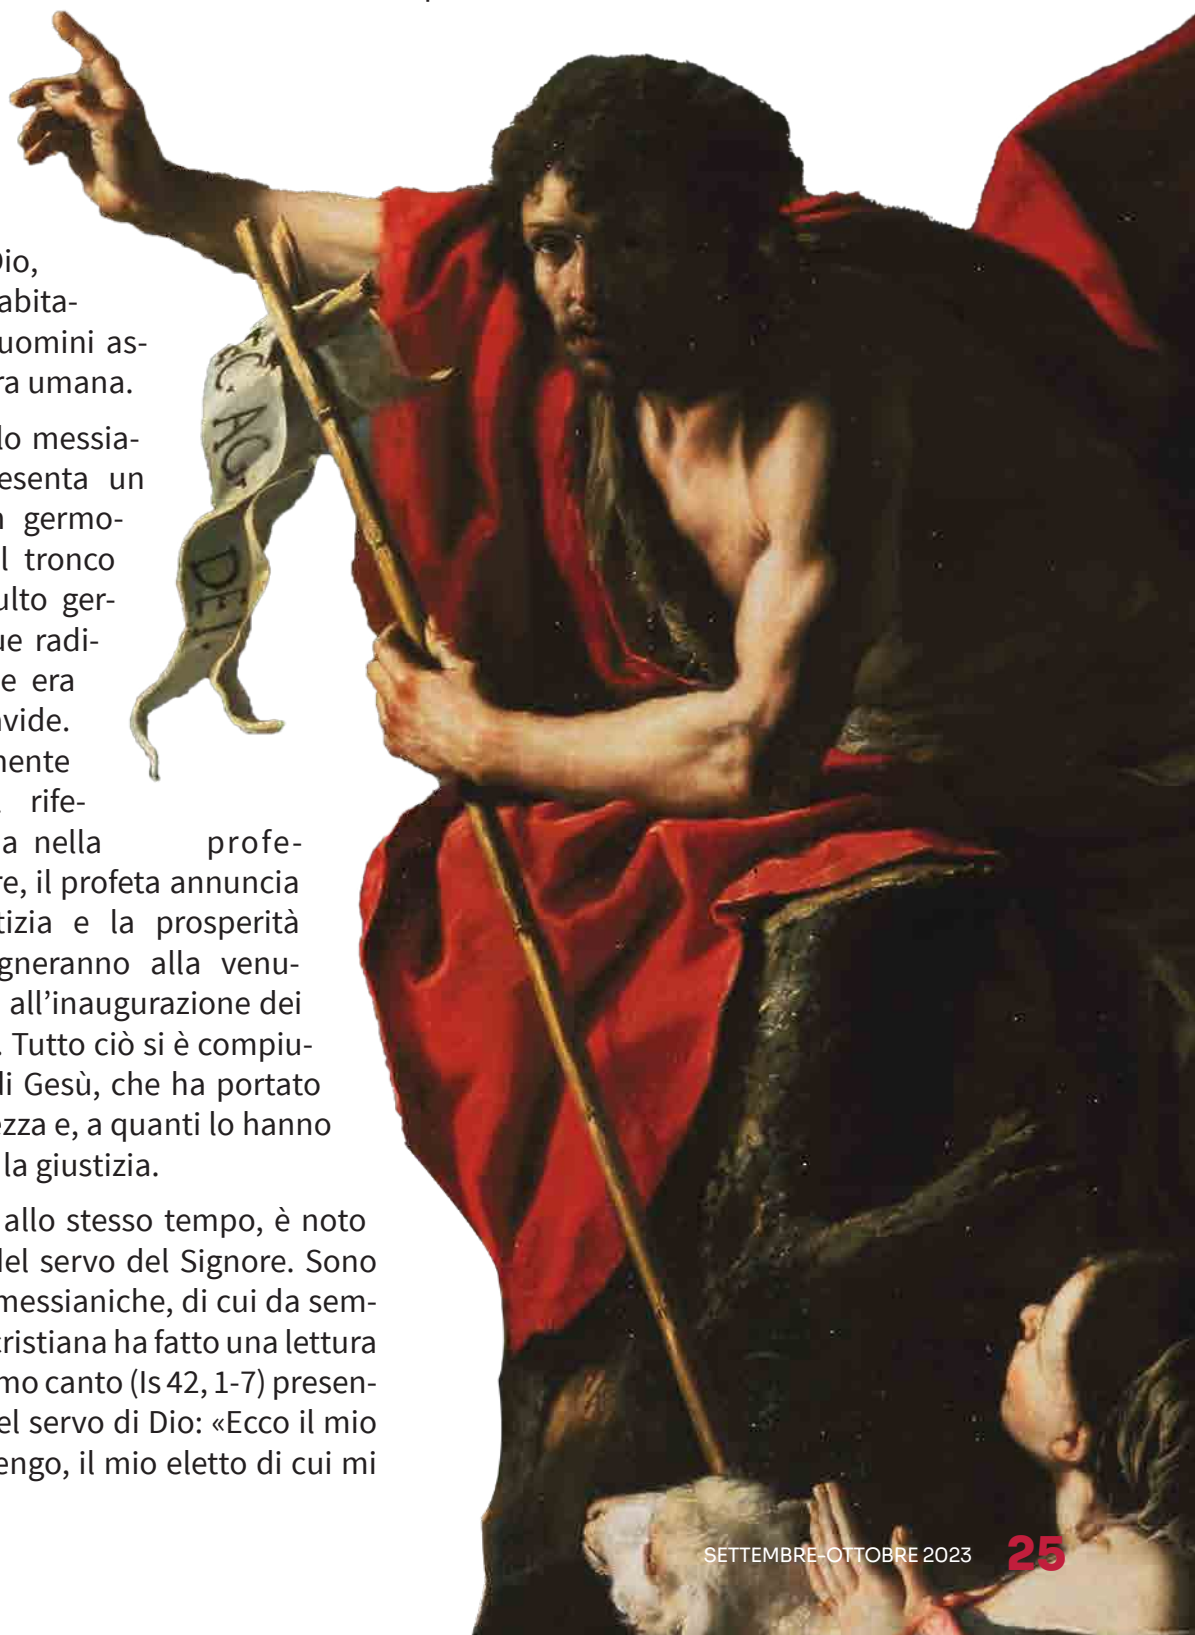 Dio,
abita-
uomini as-
ra umana.
lo messia-
esenta un
germo-
l tronco
ulto ger-
ue radi-
e era
avide.
mente
rife-
a nella profe-
re, il profeta annuncia
tizia e la prosperità
gneranno alla venu-
all’inaugurazione dei
. Tutto ciò si è compiu-
di Gesù, che ha portato
ezza e, a quanti lo hanno
la giustizia.
allo stesso tempo, è noto
del servo del Signore. Sono
messianiche, di cui da sem-
cristiana ha fatto una lettura
mo canto (Is 42, 1-7) presen-
el servo di Dio: «Ecco il mio
engo, il mio eletto di cui mi
EC. AG.
DEI.
SETTEMBRE-OTTOBRE 2023 25